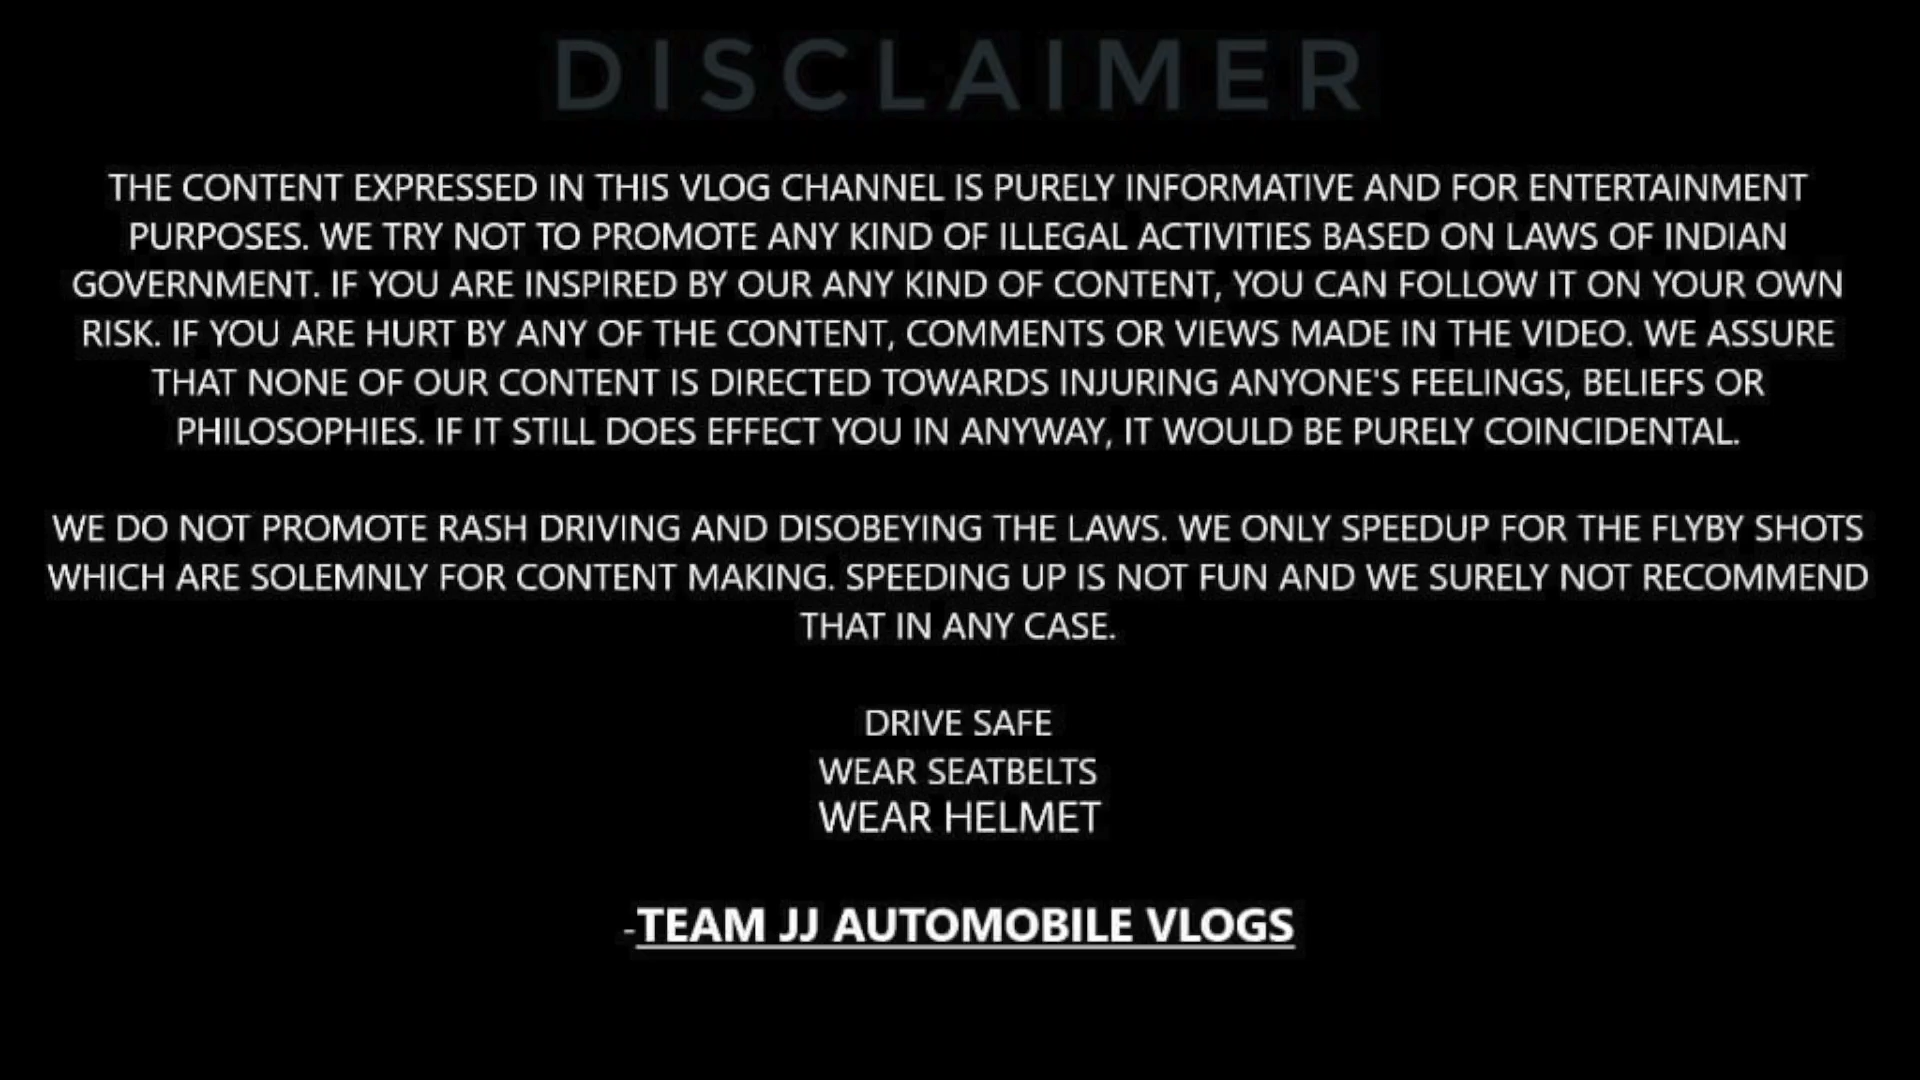 DISCLAIMER
THE CONTENT EXPRESSED IN THIS VLOG CHANNEL IS PURELY INFORMATIVE AND FOR ENTERTAINMENT
PURPOSES. WE TRY NOT TO PROMOTE ANY KIND OF ILLEGAL ACTIVITIES BASED ON LAWS OF INDIAN
GOVERNMENT. IF YOU ARE INSPIRED BY OUR ANY KIND OF CONTENT, YOU CAN FOLLOW IT ON YOUR OWN
RISK. IF YOU ARE HURT BY ANY OF THE CONTENT, COMMENTS OR VIEWS MADE IN THE VIDEO. WE ASSURE
THAT NONE OF OUR CONTENT IS DIRECTED TOWARDS INJURING ANYONE'S FEELINGS, BELIEFS OR
PHILOSOPHIES. IF IT STILL DOES EFFECT YOU IN ANYWAY, IT WOULD BE PURELY COINCIDENTAL.
WE DO NOT PROMOTE RASH DRIVING AND DISOBEYING THE LAWS. WE ONLY SPEEDUP FOR THE FLYBY SHOTS
WHICH ARE SOLEMNLY FOR CONTENT MAKING. SPEEDING UP IS NOT FUN AND WE SURELY NOT RECOMMEND
THAT IN ANY CASE.
DRIVE SAFE
WEAR SEATBELTS
WEAR HELMET
-TEAM JJ AUTOMOBILE VLOGS